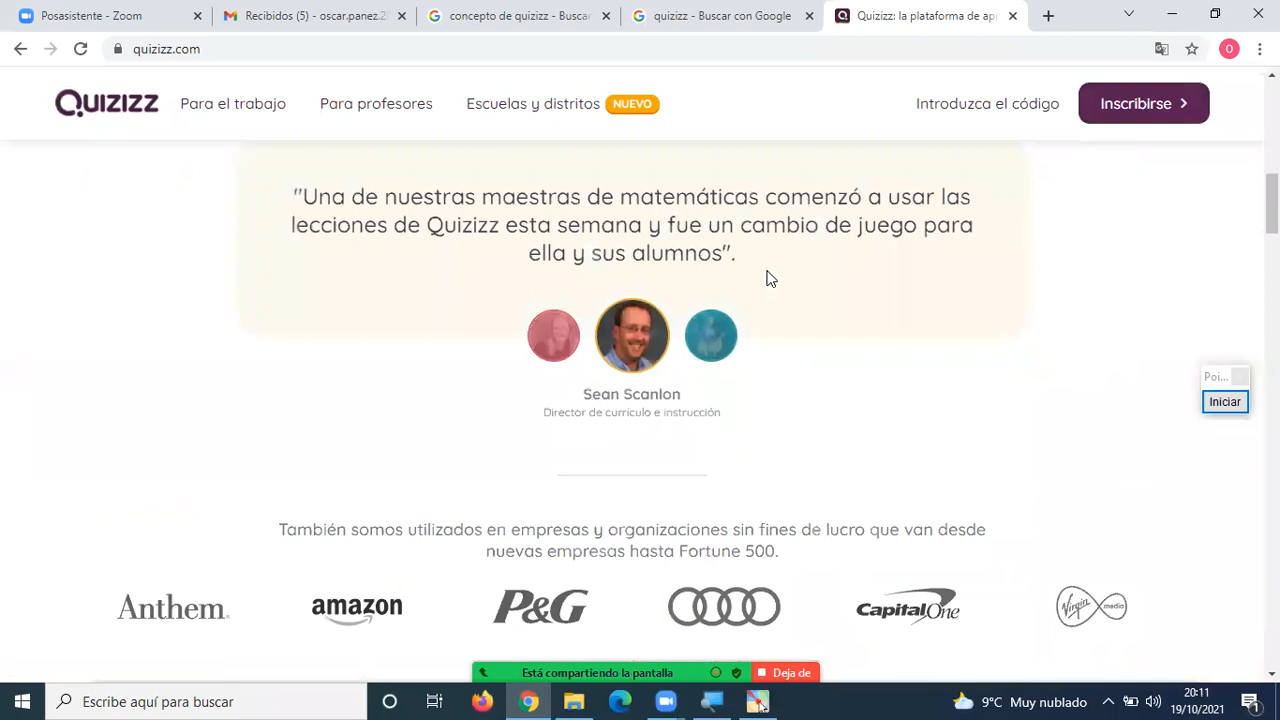 Posasistente - Zoom
Recibidos (5) - oscar.panez.2
concepto de quizizz - Buscar
quizizz - Buscar con Google
Quizizz: la plataforma de apr
quizizz.com
O
QUIZIZZ
Para el trabajo
Para profesores
Escuelas y distritos
NUEVO
Introduzca el código
Inscribirse
"Una de nuestras maestras de matemáticas comenzó a usar las
lecciones de Quizizz esta semana y fue un cambio de juego para
ella y sus alumnos".
Sean Scanlon
Director de currículo e instrucción
Poi...
Iniciar
También somos utilizados en empresas y organizaciones sin fines de lucro que van desde
nuevas empresas hasta Fortune 500.
Anthem
amazon
P&G
CapitalOne
Virgin media
Está compartiendo la pantalla
Deja de
Escribe aquí para buscar
9°C Muy nublado
20:11
19/10/2021
1